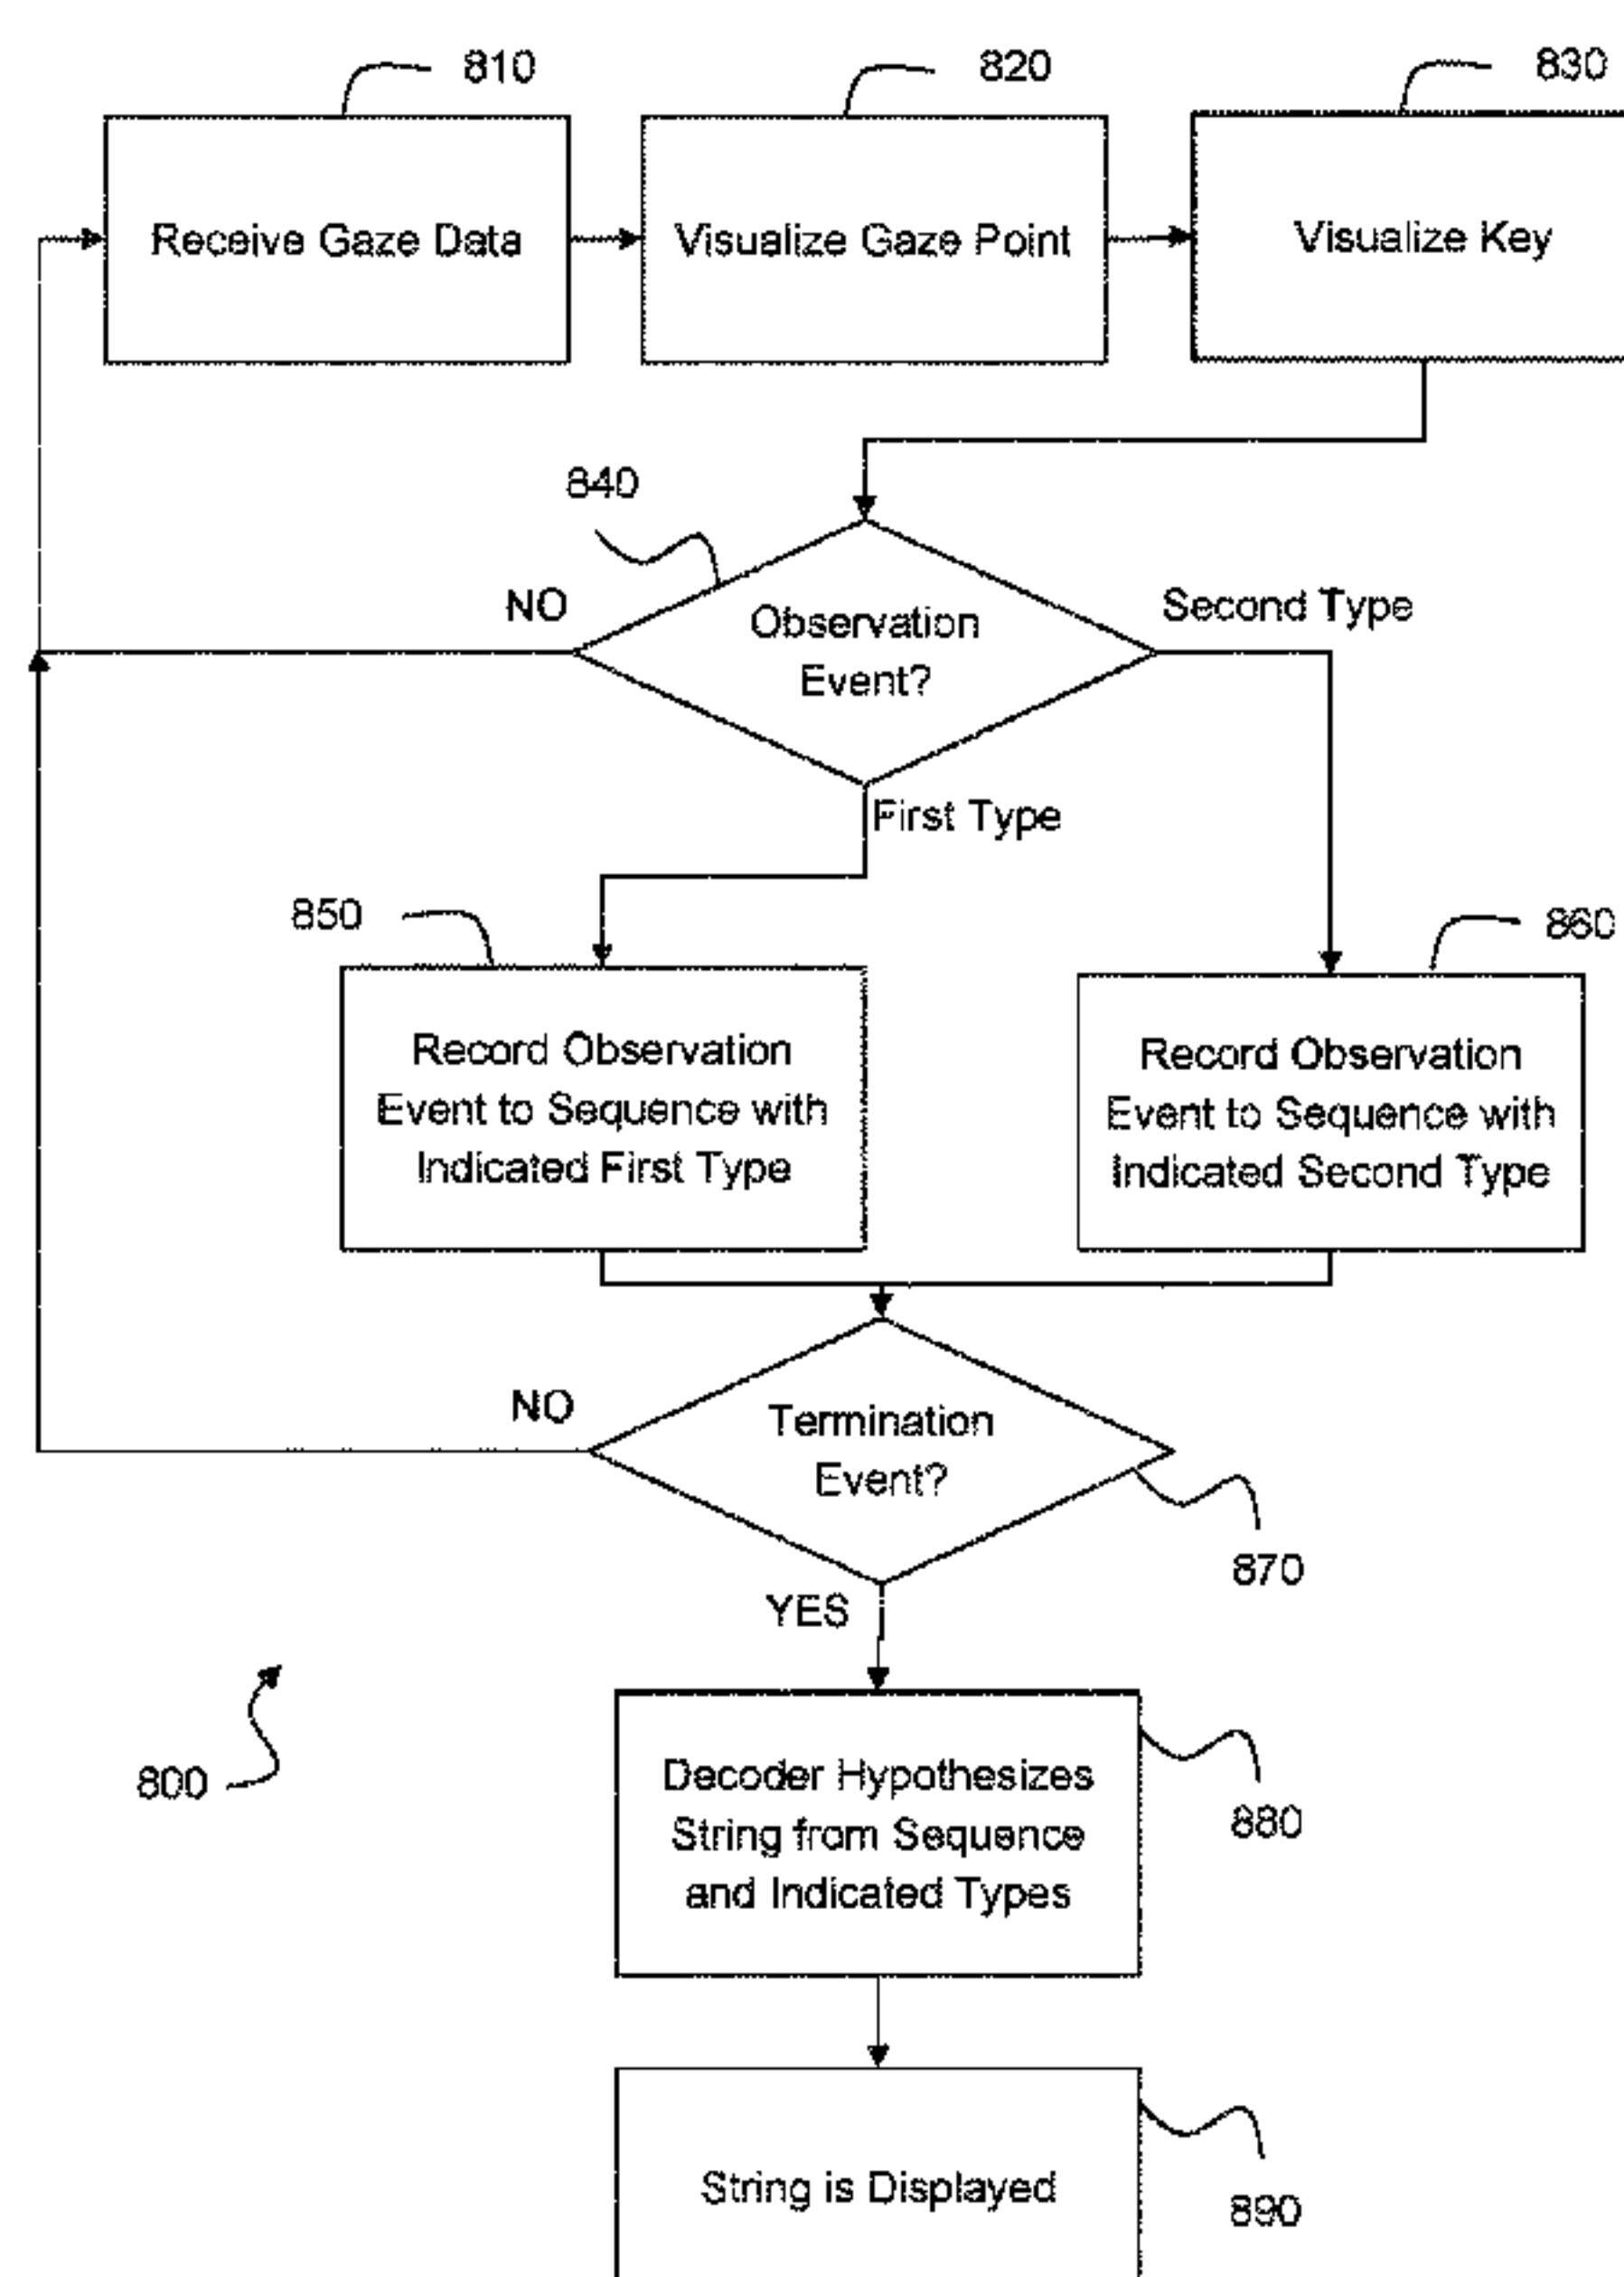 810
820
830
Receive Gaze Data
Visualize Gaze Point
Visualize Key
840
NO
Observation
Event?
Second Type
First Type
850
860
Record Observation
Event to Sequence with
Indicated First Type
Record Observation
Event to Sequence with
Indicated Second Type
NO
Termination
Event?
870
YES
800
Decoder Hypothesizes
String from Sequence
and Indicated Types
880
String is Displayed
890